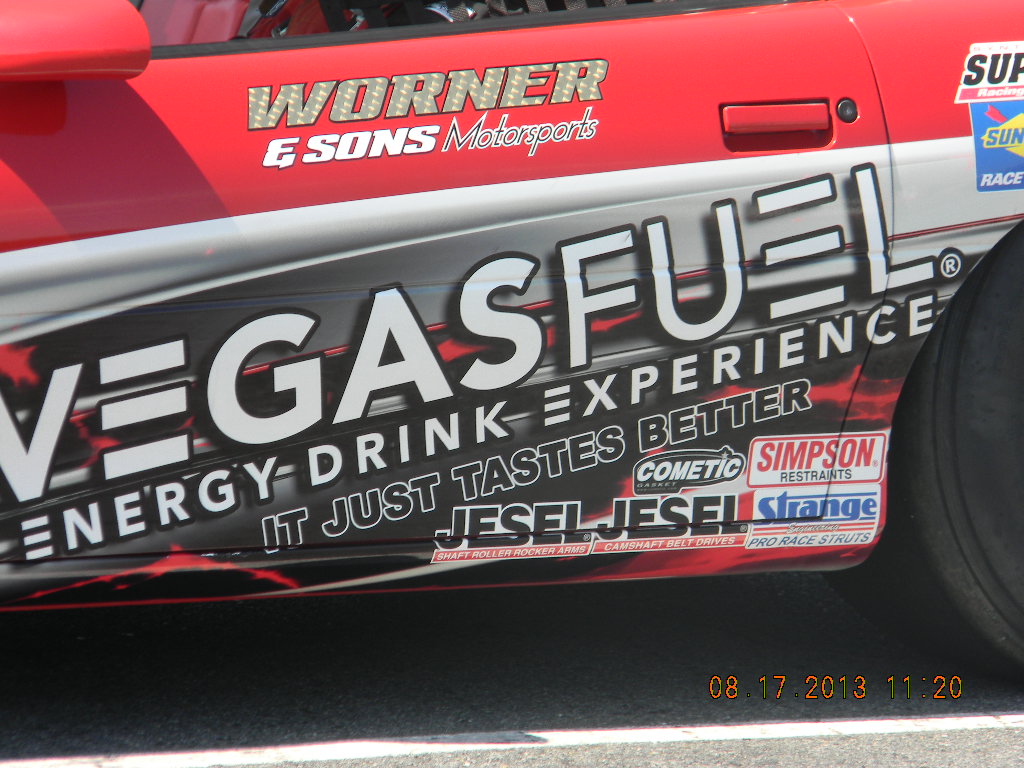 WORNER
& SONS Motorsports
SUP
Racing
SUN
RACE
VEGASFUEL®
ENERGY DRINK EXPERIENCE
IT JUST TASTES BETTER
COMETIC
GASKET
SIMPSON®
RESTRAINTS
JESEL®
SHAFT ROLLER ROCKER ARMS
JESEL®
CAMSHAFT BELT DRIVES
Strange
Engineering
PRO RACE STRUTS
08.17.2013 11:20